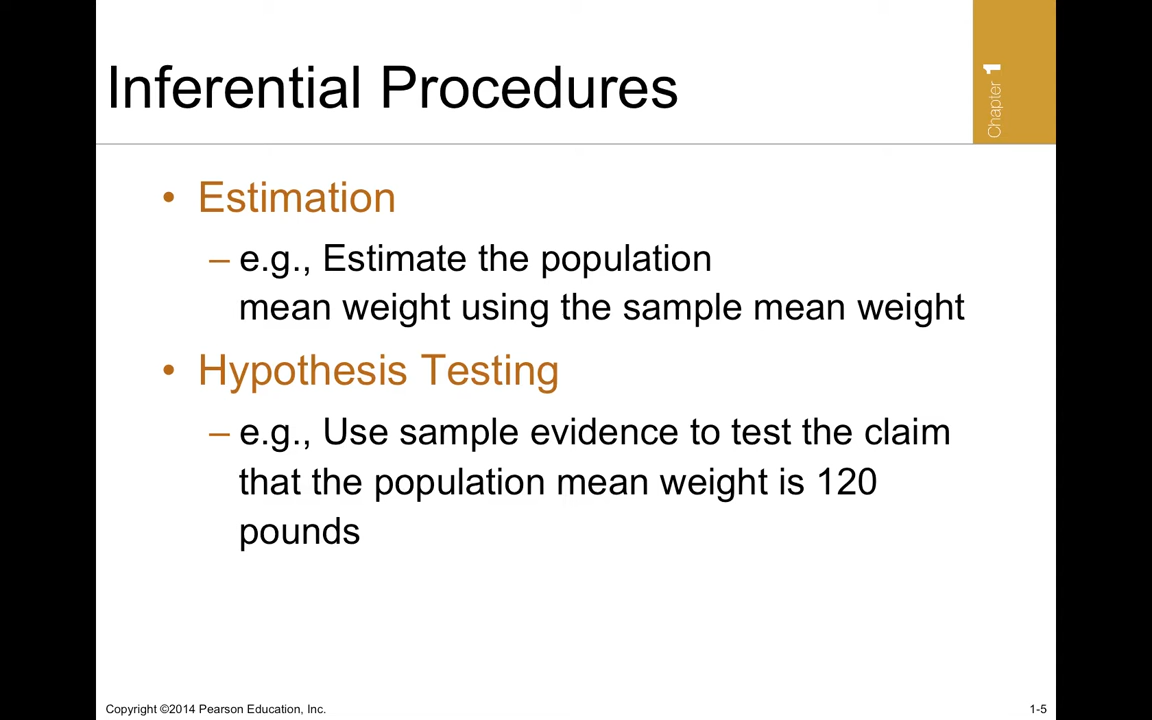 Inferential Procedures
Chapter 1
• Estimation
– e.g., Estimate the population
mean weight using the sample mean weight
• Hypothesis Testing
– e.g., Use sample evidence to test the claim
that the population mean weight is 120
pounds
Copyright ©2014 Pearson Education, Inc.
1-5